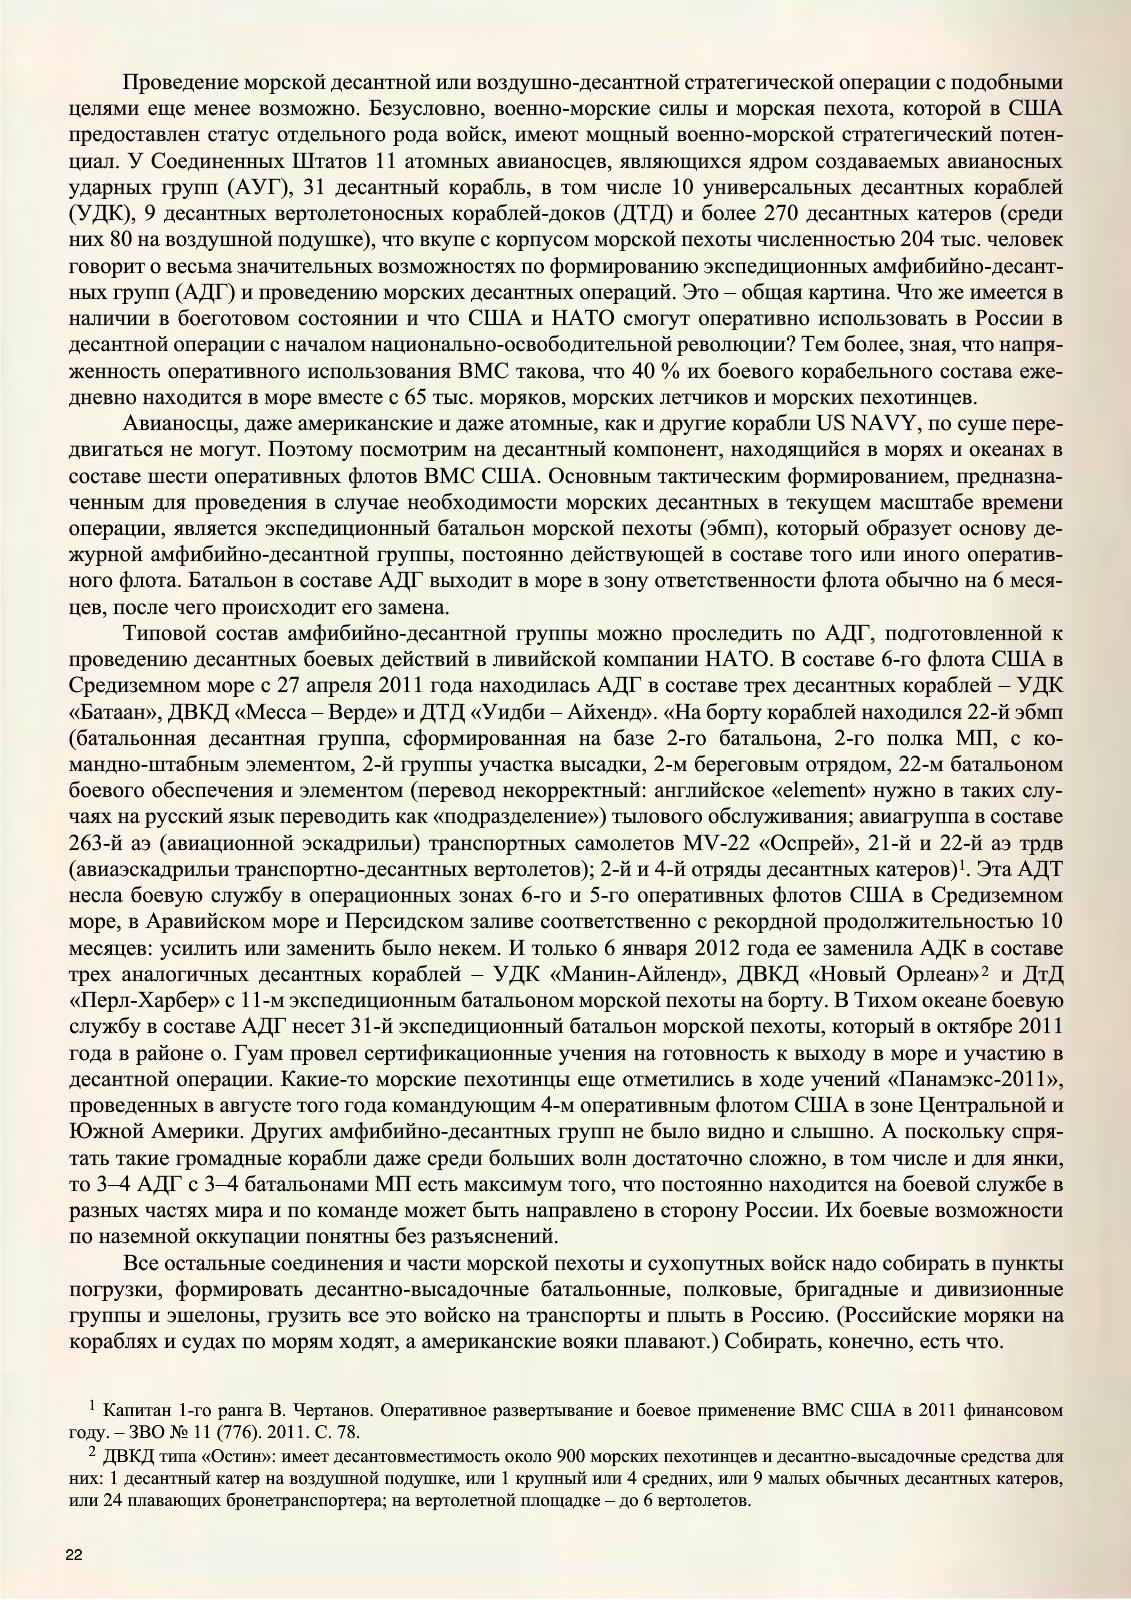 Проведение морской десантной или воздушно-десантной стратегической операции с подобными
целями еще менее возможно. Безусловно, военно-морские силы и морская пехота, которой в США
предоставлен статус отдельного рода войск, имеют мощный военно-морской стратегический потен-
циал. У Соединенных Штатов 11 атомных авианосцев, являющихся ядром создаваемых авианосных
ударных групп (АУГ), 31 десантный корабль, в том числе 10 универсальных десантных кораблей
(УДК), 9 десантных вертолетоносных кораблей-доков (ДТД) и более 270 десантных катеров (среди
них 80 на воздушной подушке), что вкупе с корпусом морской пехоты численностью 204 тыс. человек
говорит о весьма значительных возможностях по формированию экспедиционных амфибийно-десант-
ных групп (АДГ) и проведению морских десантных операций. Это – общая картина. Что же имеется в
наличии в боеготовом состоянии и что США и НАТО смогут оперативно использовать в России в
десантной операции с началом национально-освободительной революции? Тем более, зная, что напря-
женность оперативного использования ВМС такова, что 40 % их боевого корабельного состава еже-
дневно находится в море вместе с 65 тыс. моряков, морских летчиков и морских пехотинцев.
Авианосцы, даже американские и даже атомные, как и другие корабли US NAVY, по суше пере-
двигаться не могут. Поэтому посмотрим на десантный компонент, находящийся в морях и океанах в
составе шести оперативных флотов ВМС США. Основным тактическим формированием, предназна-
ченным для проведения в случае необходимости морских десантных в текущем масштабе времени
операции, является экспедиционный батальон морской пехоты (эбмп), который образует основу де-
журной амфибийно-десантной группы, постоянно действующей в составе того или иного оператив-
ного флота. Батальон в составе АДГ выходит в море в зону ответственности флота обычно на 6 меся-
цев, после чего происходит его замена.
Типовой состав амфибийно-десантной группы можно проследить по АДГ, подготовленной к
проведению десантных боевых действий в ливийской компании НАТО. В составе 6-го флота США в
Средиземном море с 27 апреля 2011 года находилась АДГ в составе трех десантных кораблей – УДК
«Батаан», ДВКД «Месса – Верде» и ДТД «Уидби – Айхенд». «На борту кораблей находился 22-й эбмп
(батальонная десантная группа, сформированная на базе 2-го батальона, 2-го полка МП, с ко-
мандно-штабным элементом, 2-й группы участка высадки, 2-м береговым отрядом, 22-м батальоном
боевого обеспечения и элементом (перевод некорректный: английское «element» нужно в таких слу-
чаях на русский язык переводить как «подразделение») тылового обслуживания; авиагруппа в составе
263-й аэ (авиационной эскадрильи) транспортных самолетов MV-22 «Оспрей», 21-й и 22-й аэ трдв
(авиаэскадрильи транспортно-десантных вертолетов); 2-й и 4-й отряды десантных катеров)1. Эта АДТ
несла боевую службу в операционных зонах 6-го и 5-го оперативных флотов США в Средиземном
море, в Аравийском море и Персидском заливе соответственно с рекордной продолжительностью 10
месяцев: усилить или заменить было некем. И только 6 января 2012 года ее заменила АДК в составе
трех аналогичных десантных кораблей – УДК «Манин-Айленд», ДВКД «Новый Орлеан»2 и ДтД
«Перл-Харбер» с 11-м экспедиционным батальоном морской пехоты на борту. В Тихом океане боевую
службу в составе АДГ несет 31-й экспедиционный батальон морской пехоты, который в октябре 2011
года в районе о. Гуам провел сертификационные учения на готовность к выходу в море и участию в
десантной операции. Какие-то морские пехотинцы еще отметились в ходе учений «Панамэкс-2011»,
проведенных в августе того года командующим 4-м оперативным флотом США в зоне Центральной и
Южной Америки. Других амфибийно-десантных групп не было видно и слышно. А поскольку спря-
тать такие громадные корабли даже среди больших волн достаточно сложно, в том числе и для янки,
то 3–4 АДГ с 3–4 батальонами МП есть максимум того, что постоянно находится на боевой службе в
разных частях мира и по команде может быть направлено в сторону России. Их боевые возможности
по наземной оккупации понятны без разъяснений.
Все остальные соединения и части морской пехоты и сухопутных войск надо собирать в пункты
погрузки, формировать десантно-высадочные батальонные, полковые, бригадные и дивизионные
группы и эшелоны, грузить все это войско на транспорты и плыть в Россию. (Российские моряки на
кораблях и судах по морям ходят, а американские вояки плавают.) Собирать, конечно, есть что.
1 Капитан 1-го ранга В. Чертанов. Оперативное развертывание и боевое применение ВМС США в 2011 финансовом
году. – ЗВО № 11 (776). 2011. С. 78.
2 ДВКД типа «Остин»: имеет десантовместимость около 900 морских пехотинцев и десантно-высадочные средства для
них: 1 десантный катер на воздушной подушке, или 1 крупный или 4 средних, или 9 малых обычных десантных катеров,
или 24 плавающих бронетранспортера; на вертолетной площадке – до 6 вертолетов.
22